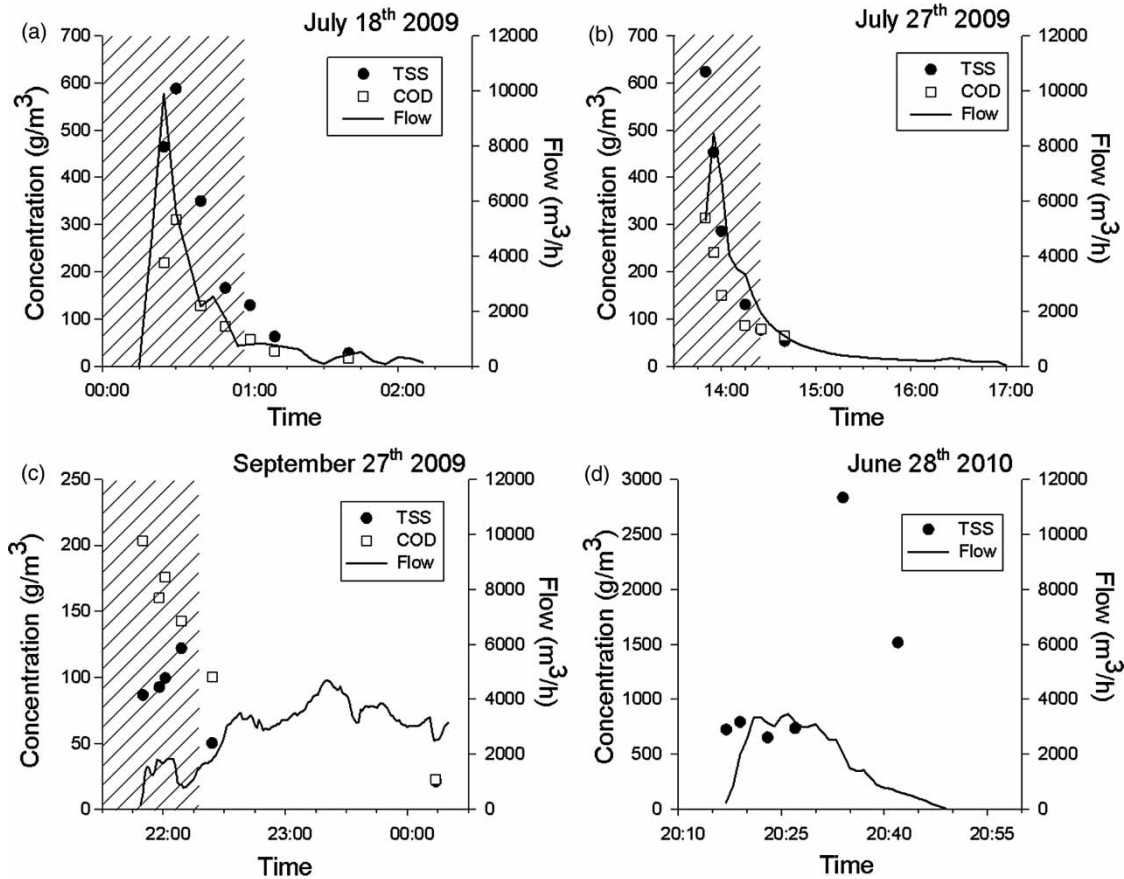 (a)
July 18th 2009
700
600
500
400
300
200
100
0
Concentration (g/m3)
12000
10000
8000
6000
4000
2000
0
Flow (m3/h)
TSS
COD
Flow
00:00
01:00
02:00
Time
(b)
July 27th 2009
700
600
500
400
300
200
100
0
Concentration (g/m3)
12000
10000
8000
6000
4000
2000
0
Flow (m3/h)
TSS
COD
Flow
14:00
15:00
16:00
17:00
Time
(c)
September 27th 2009
250
200
150
100
50
0
Concentration (g/m3)
12000
10000
8000
6000
4000
2000
0
Flow (m3/h)
TSS
COD
Flow
22:00
23:00
00:00
Time
(d)
June 28th 2010
3000
2500
2000
1500
1000
500
0
Concentration (g/m3)
12000
10000
8000
6000
4000
2000
0
Flow (m3/h)
TSS
Flow
20:10
20:25
20:40
20:55
Time